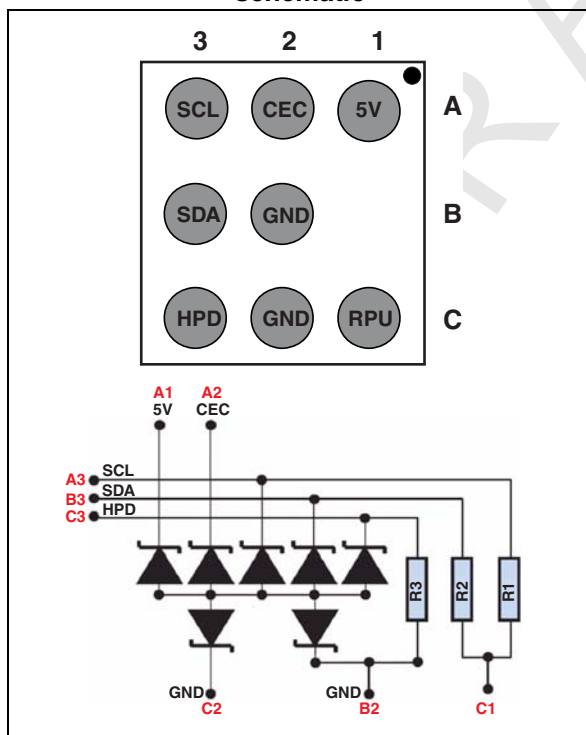 Schematic
3 2 1
SCL CEC 5V A
SDA GND B
HPD GND RPU C
A1 A2
5V CEC
A3 SCL
B3 SDA
C3 HPD
R3 R2 R1
GND GND
C2 B2 C1